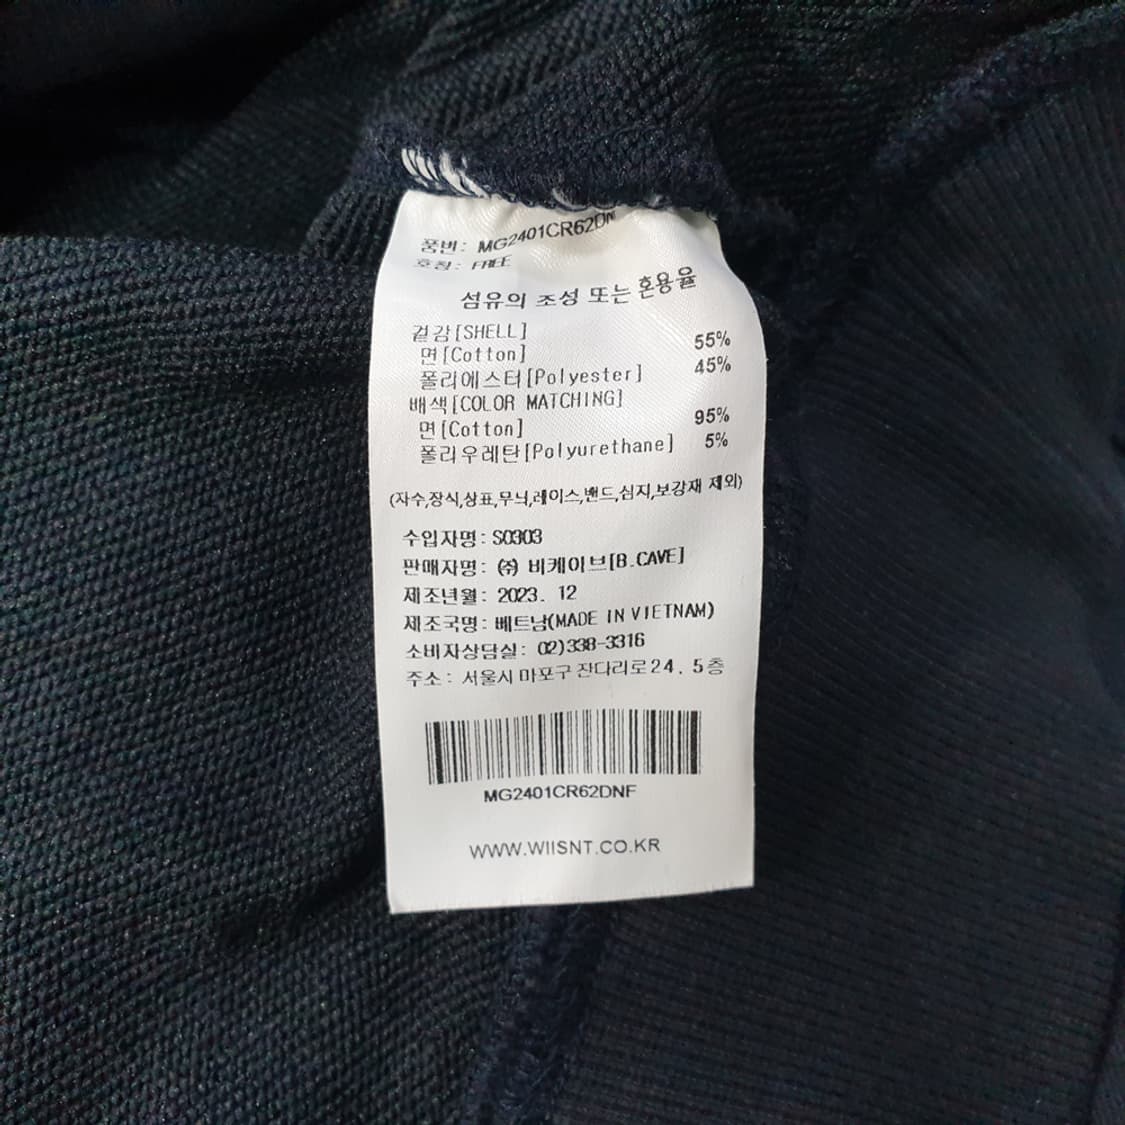 품번: MG2401CR62DN
호칭: FREE
섬유의 조성 또는 혼용율
겉감[SHELL]
면[Cotton] 55%
폴리에스터[Polyester] 45%
배색[COLOR MATCHING]
면[Cotton] 95%
폴리우레탄[Polyurethane] 5%
(자수,장식,상표,무늬,레이스,밴드,심지,보강재 제외)
수입자명: S0303
판매자명: ㈜ 비케이브[B.CAVE]
제조년월: 2023. 12
제조국명: 베트남(MADE IN VIETNAM)
소비자상담실: 02)338-3316
주소: 서울시 마포구 잔다리로24, 5층
MG2401CR62DNF
WWW.WIISNT.CO.KR